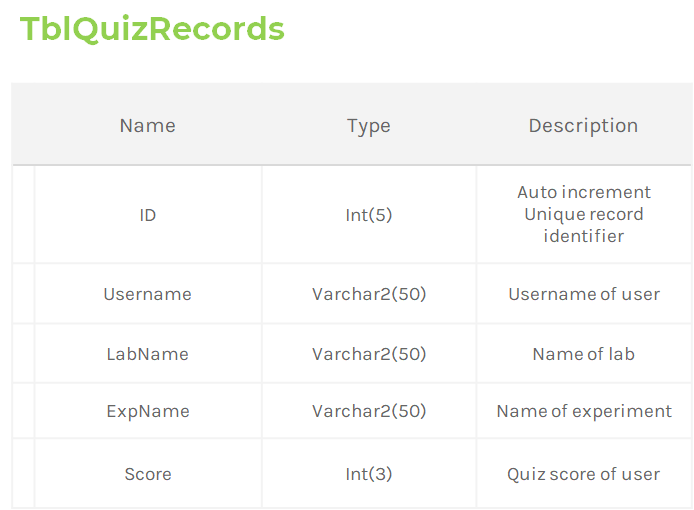 TblQuizRecords
Name Type Description
ID Int(5) Auto increment
Unique record
identifier
Username Varchar2(50) Username of user
LabName Varchar2(50) Name of lab
ExpName Varchar2(50) Name of experiment
Score Int(3) Quiz score of user